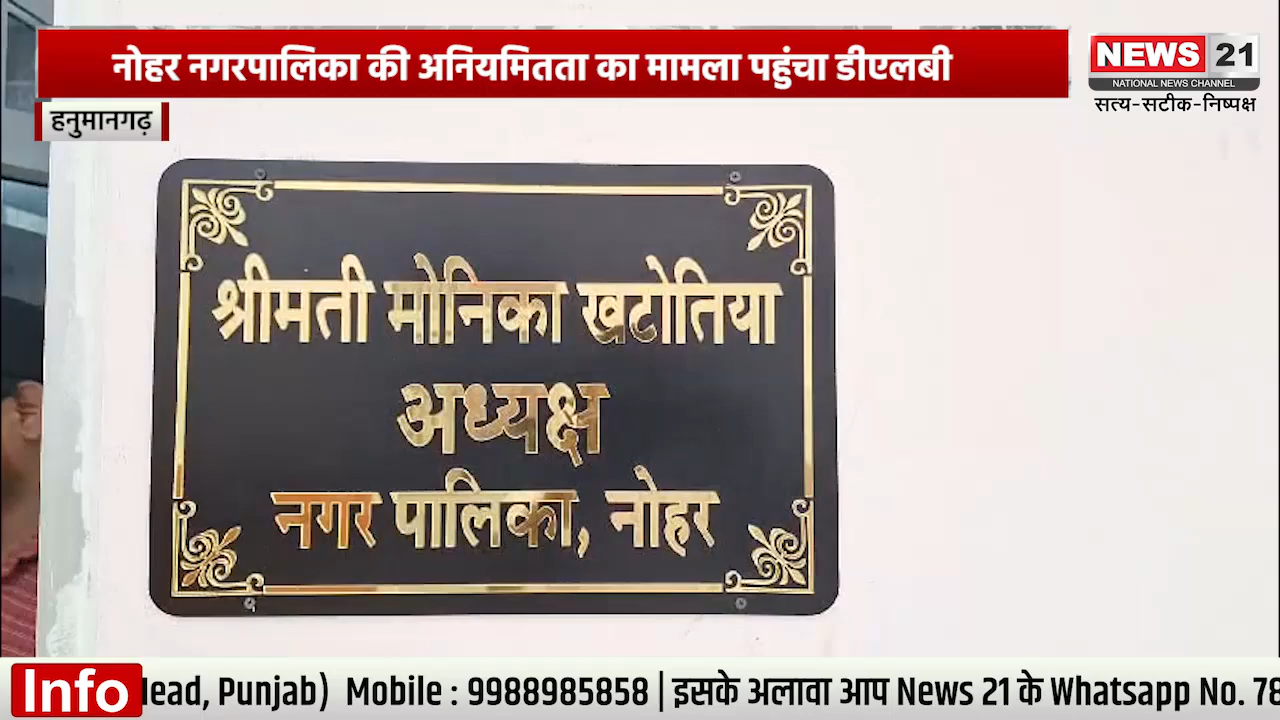 नोहर नगरपालिका की अनियमितता का मामला पहुंचा डीएलबी
NEWS 21
NATIONAL NEWS CHANNEL
सत्य-सटीक-निष्पक्ष
हनुमानगढ़
श्रीमती मोनिका खटोतिया
अध्यक्ष
नगर पालिका, नोहर
Info Head, Punjab) Mobile : 9988985858 | इसके अलावा आप News 21 के Whatsapp No. 78